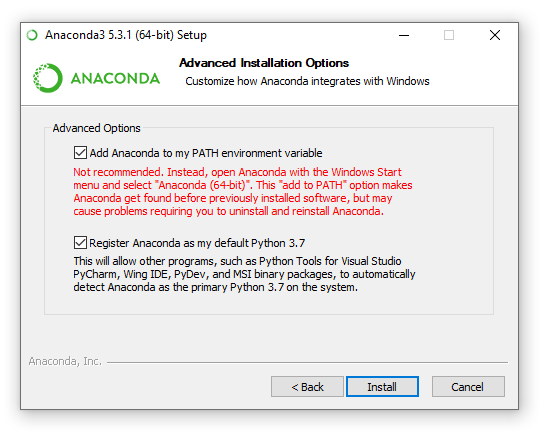 Anaconda3 5.3.1 (64-bit) Setup
ANACONDA
Advanced Installation Options
Customize how Anaconda integrates with Windows
Advanced Options
Add Anaconda to my PATH environment variable
Not recommended. Instead, open Anaconda with the Windows Start
menu and select "Anaconda (64-bit)". This "add to PATH" option makes
Anaconda get found before previously installed software, but may
cause problems requiring you to uninstall and reinstall Anaconda.
Register Anaconda as my default Python 3.7
This will allow other programs, such as Python Tools for Visual Studio
PyCharm, Wing IDE, PyDev, and MSI binary packages, to automatically
detect Anaconda as the primary Python 3.7 on the system.
Anaconda, Inc.
< Back
Install
Cancel